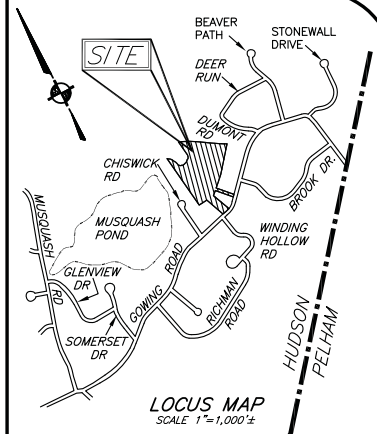 BEAVER
PATH
STONEWALL
DRIVE
SITE
DEER
RUN
DUMONT
RD
CHISWICK
RD
BROOK DR.
MUSQUASH
RD
MUSQUASH
POND
WINDING
HOLLOW
RD
GLENVIEW
DR
GOWING
ROAD
RICHMAN
ROAD
SOMERSET
DR
HUDSON
PELHAM
LOCUS MAP
SCALE 1"=1,000'±